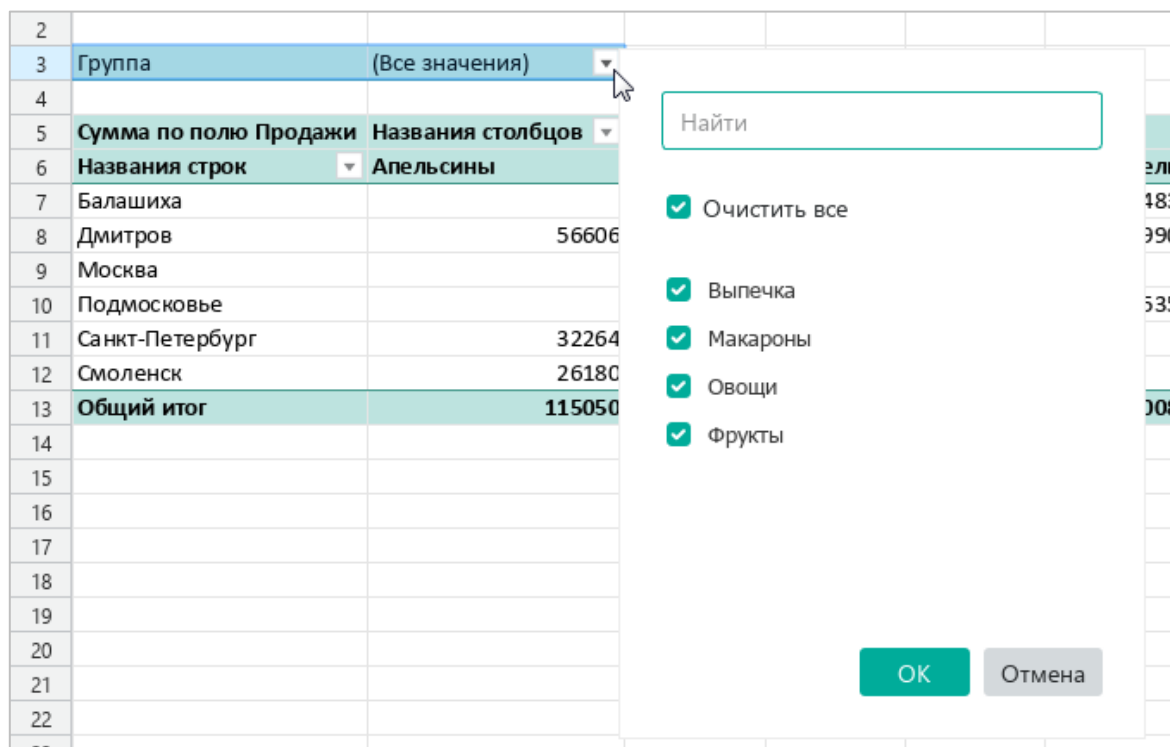 2
3 Группа (Все значения)
4
Найти
5 Сумма по полю Продажи Названия столбцов
6 Названия строк Апельсины
7 Балашиха
Очистить все
8 Дмитров 56606
9 Москва
Выпечка
10 Подмосковье
11 Санкт-Петербург 32264
Макароны
12 Смоленск 26180
Овощи
13 Общий итог 115050
Фрукты
14
15
16
17
18
19
20
21
ОК Отмена
22